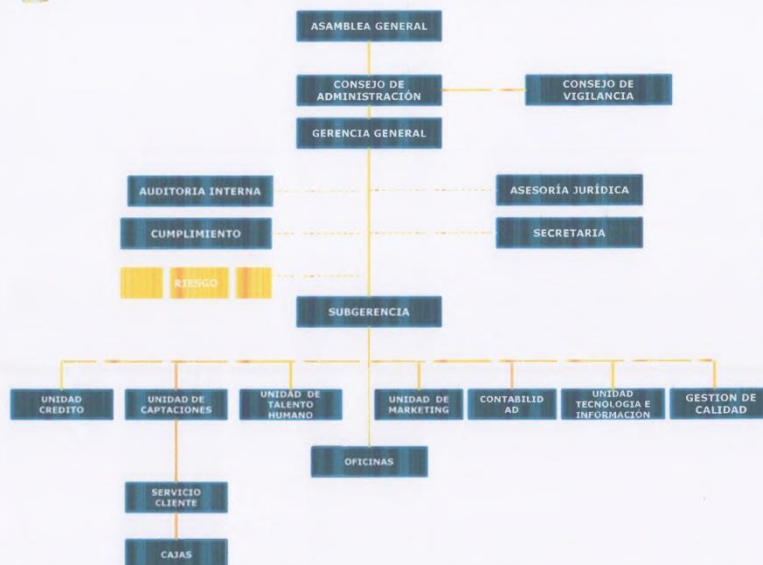 ASAMBLEA GENERAL
CONSEJO DE
ADMINISTRACIÓN
CONSEJO DE
VIGILANCIA
GERENCIA GENERAL
AUDITORIA INTERNA
ASESORÍA JURÍDICA
CUMPLIMIENTO
SECRETARIA
RIESGO
SUBGERENCIA
UNIDAD
CREDITO
UNIDAD DE
CAPTACIONES
UNIDAD DE
TALENTO
HUMANO
UNIDAD DE
MARKETING
CONTABILID
AD
UNIDAD
TECNOLOGIA E
INFORMACIÓN
GESTION DE
CALIDAD
OFICINAS
SERVICIO
CLIENTE
CAJAS